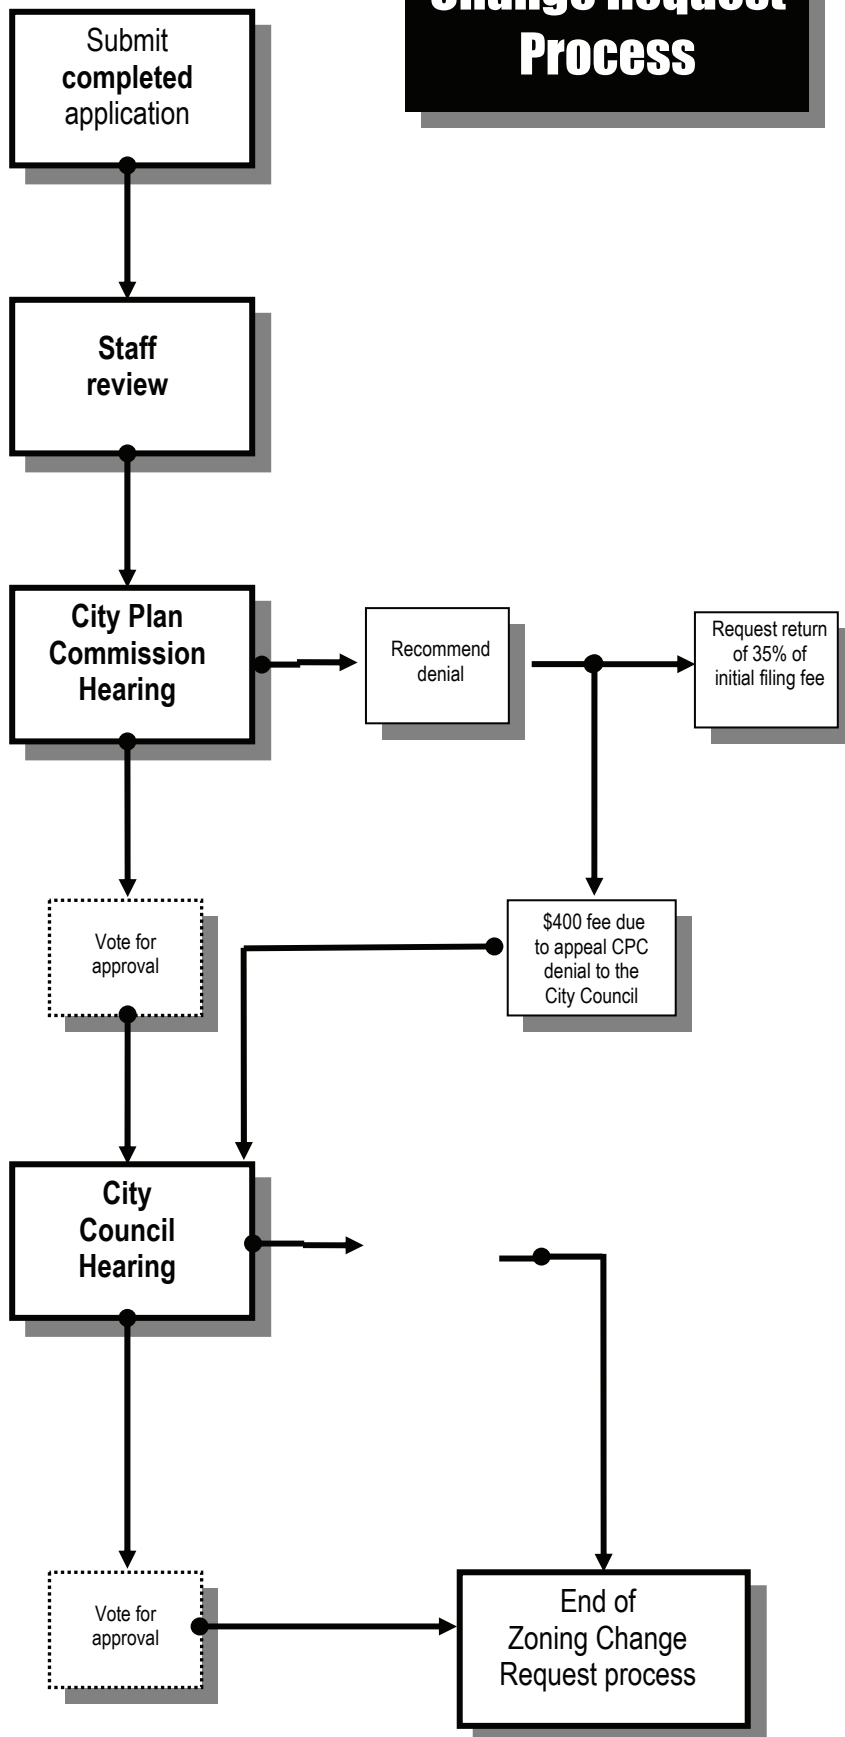 Change Request
Process
Submit
completed
application
Staff
review
City Plan
Commission
Hearing
Recommend
denial
Request return
of 35% of
initial filing fee
Vote for
approval
$400 fee due
to appeal CPC
denial to the
City Council
City
Council
Hearing
Vote for
approval
End of
Zoning Change
Request process